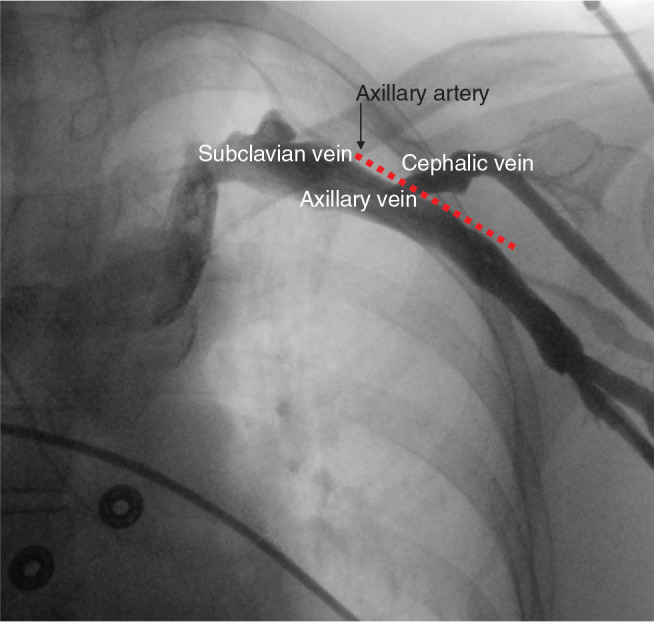 Axillary artery
Subclavian vein
Cephalic vein
Axillary vein